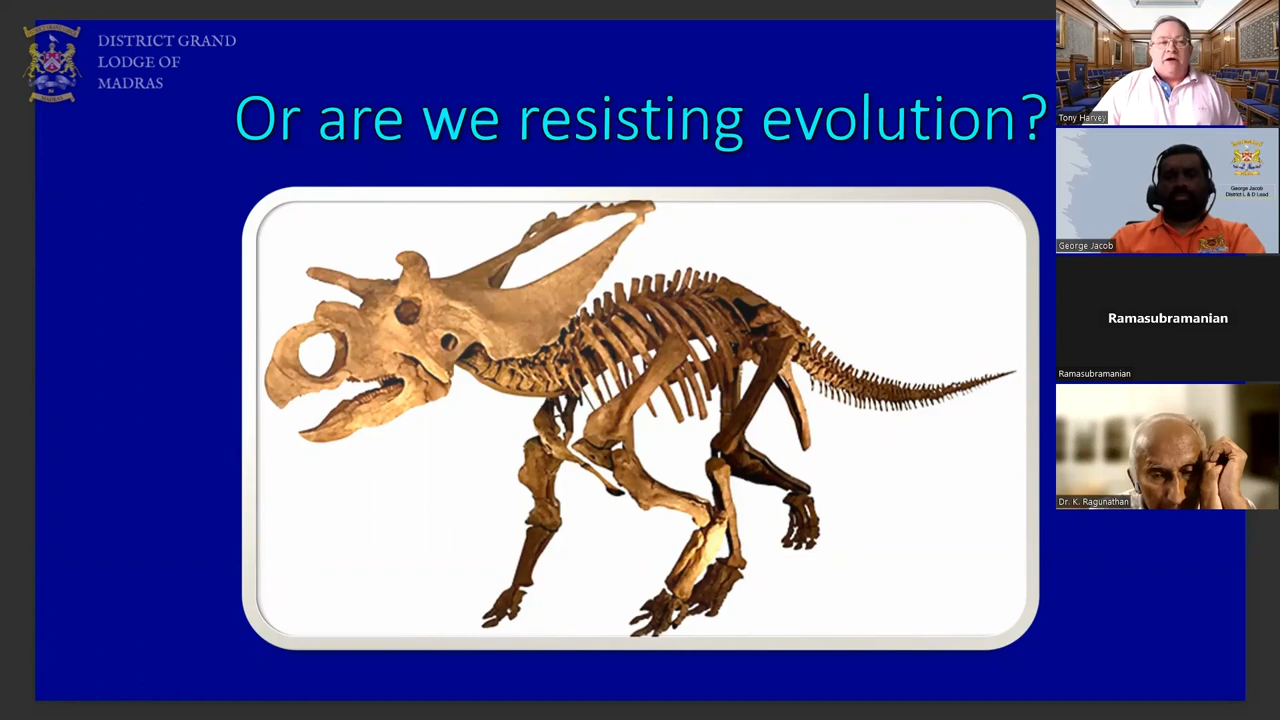 DISTRICT GRAND
LODGE OF
MADRAS
Or are we resisting evolution?
Tony Harvey
George Jacob
District L & D Lead
George Jacob
Ramasubramanian
Ramasubramanian
Dr. K. Ragunathan